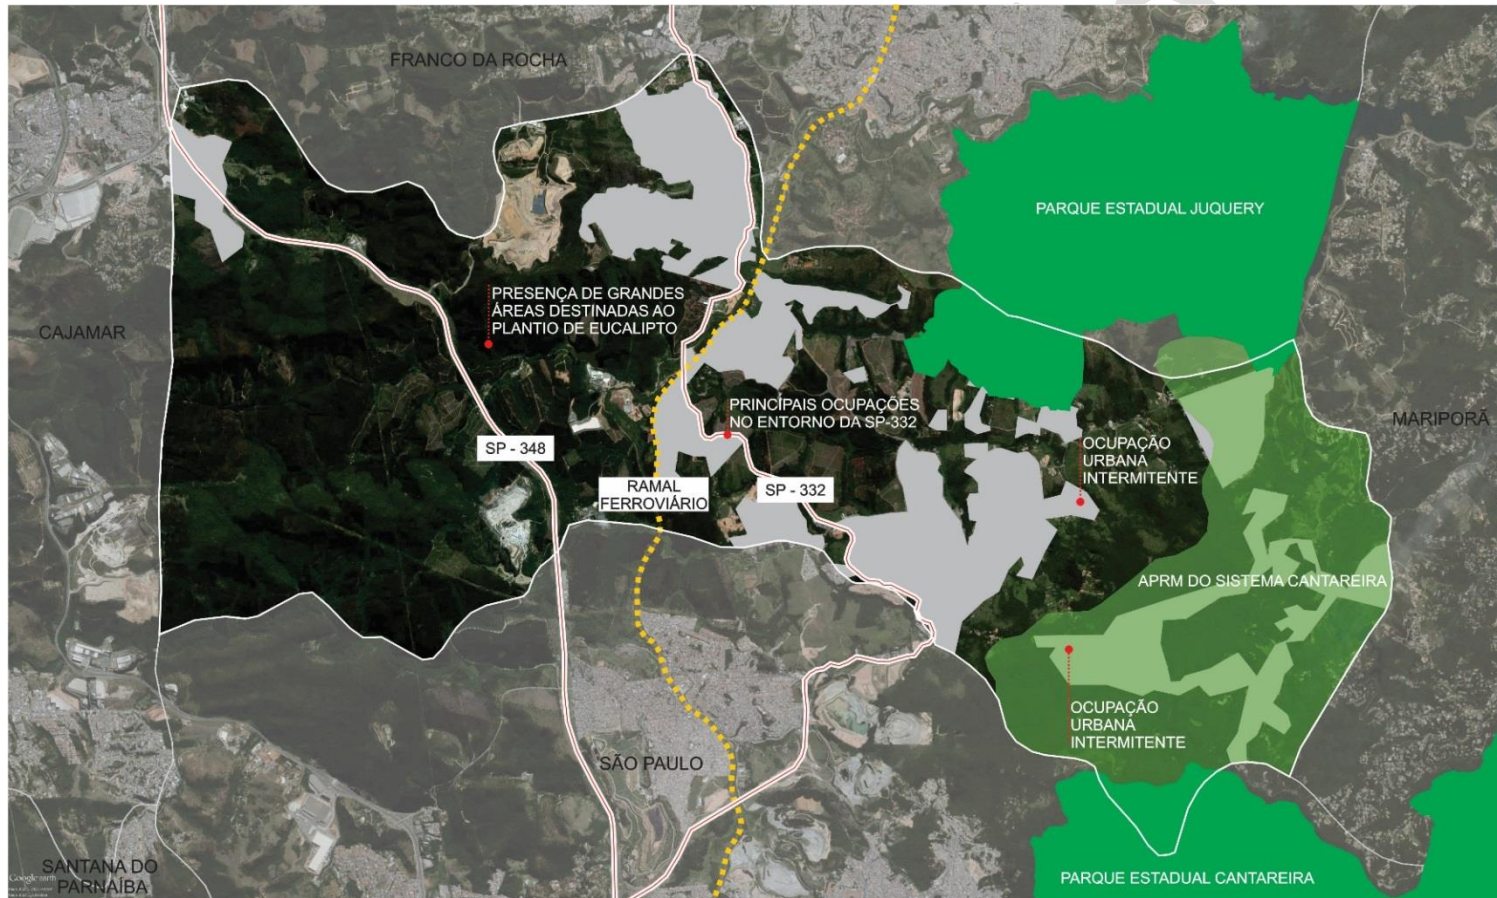 FRANCO DA ROCHA
PARQUE ESTADUAL JUQUERY
PRESENÇA DE GRANDES
ÁREAS DESTINADAS AO
PLANTIO DE EUCALIPTO
CAJAMAR
PRINCIPAIS OCUPAÇÕES
NO ENTORNO DA SP-332
MARIPORÃ
OCUPAÇÃO
URBANA
INTERMITENTE
SP - 348
RAMAL
FERROVIÁRIO
SP - 332
APRM DO SISTEMA CANTAREIRA
OCUPAÇÃO
URBANA
INTERMITENTE
SÃO PAULO
SANTANA DO
PARNAÍBA
Google earth
PARQUE ESTADUAL CANTAREIRA